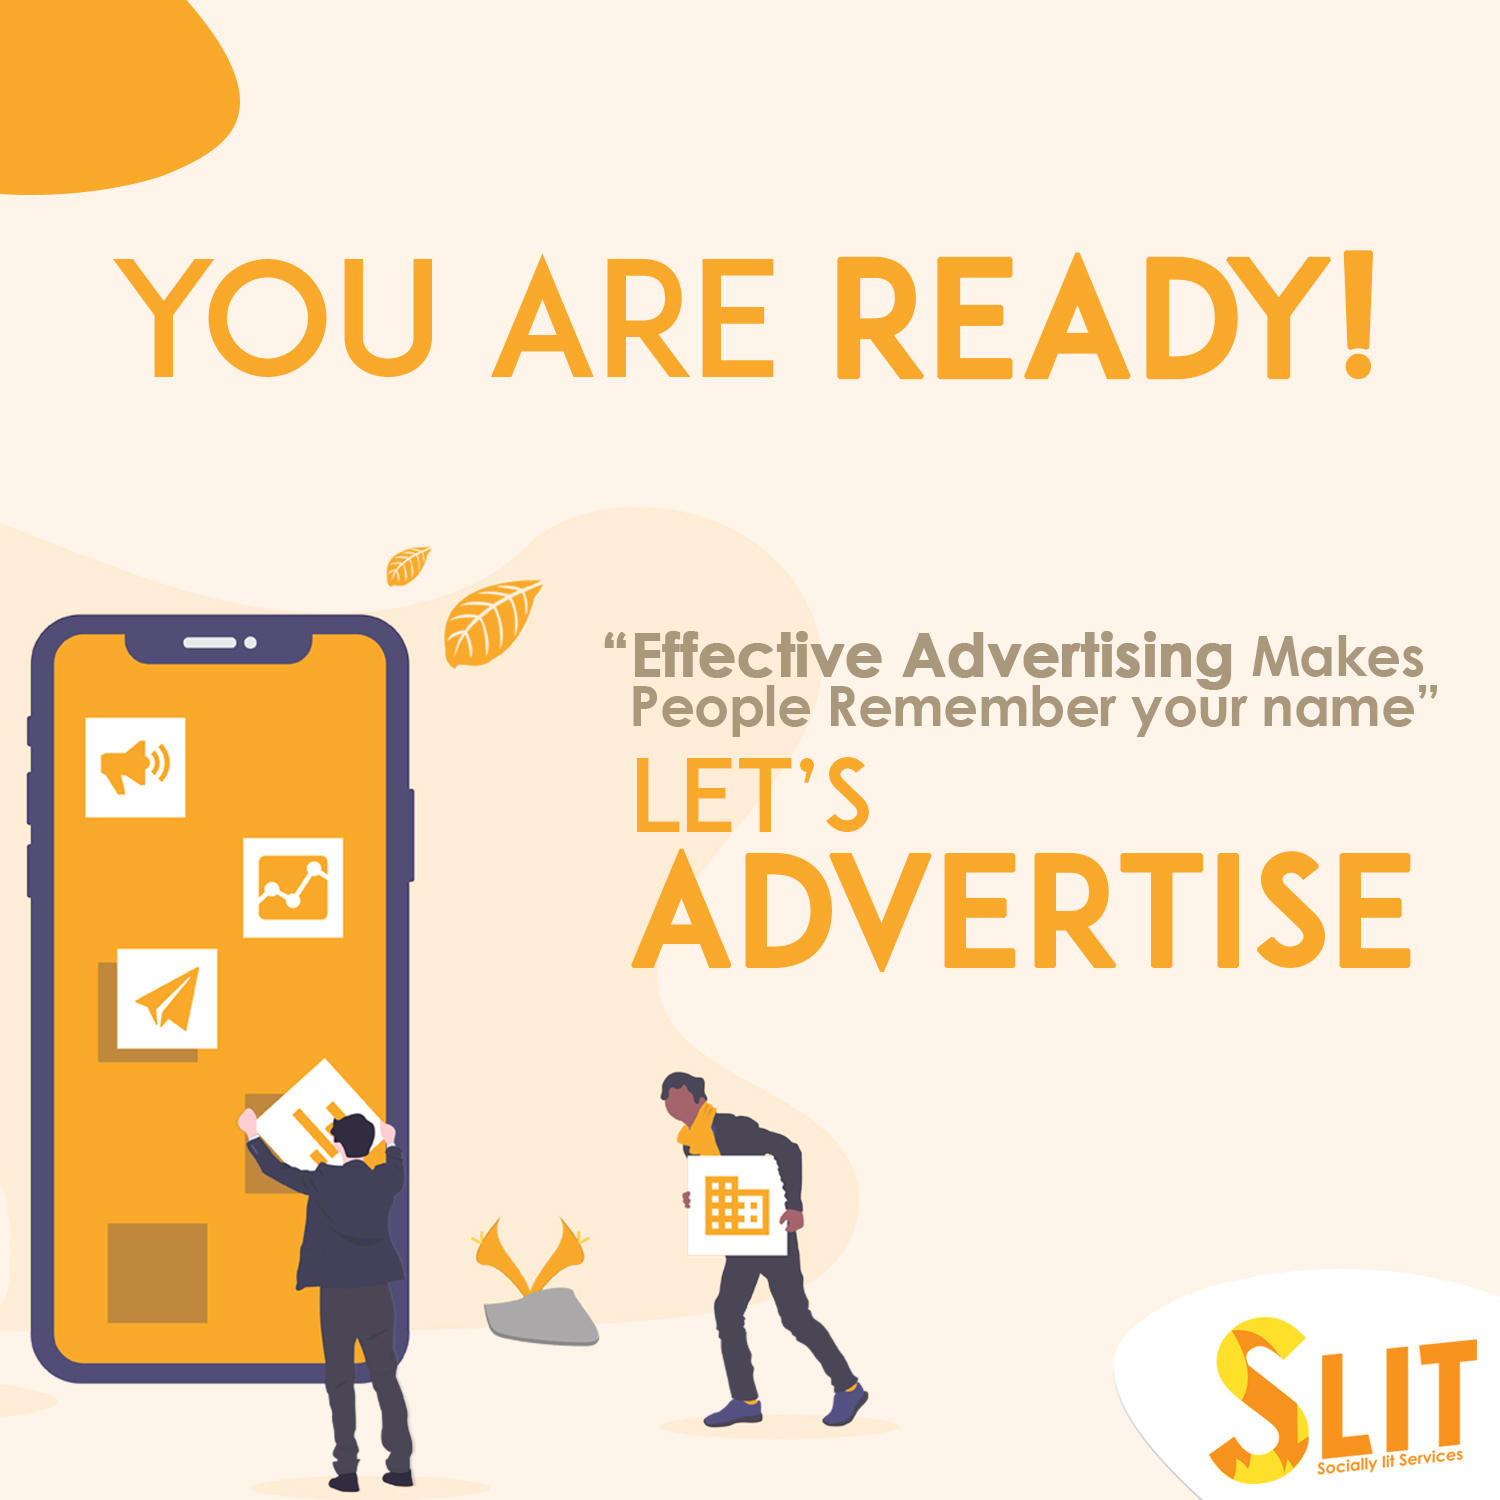 YOU ARE READY!
“Effective Advertising Makes
People Remember your name”
LET'S
ADVERTISE
SLIT
Socially lit Services